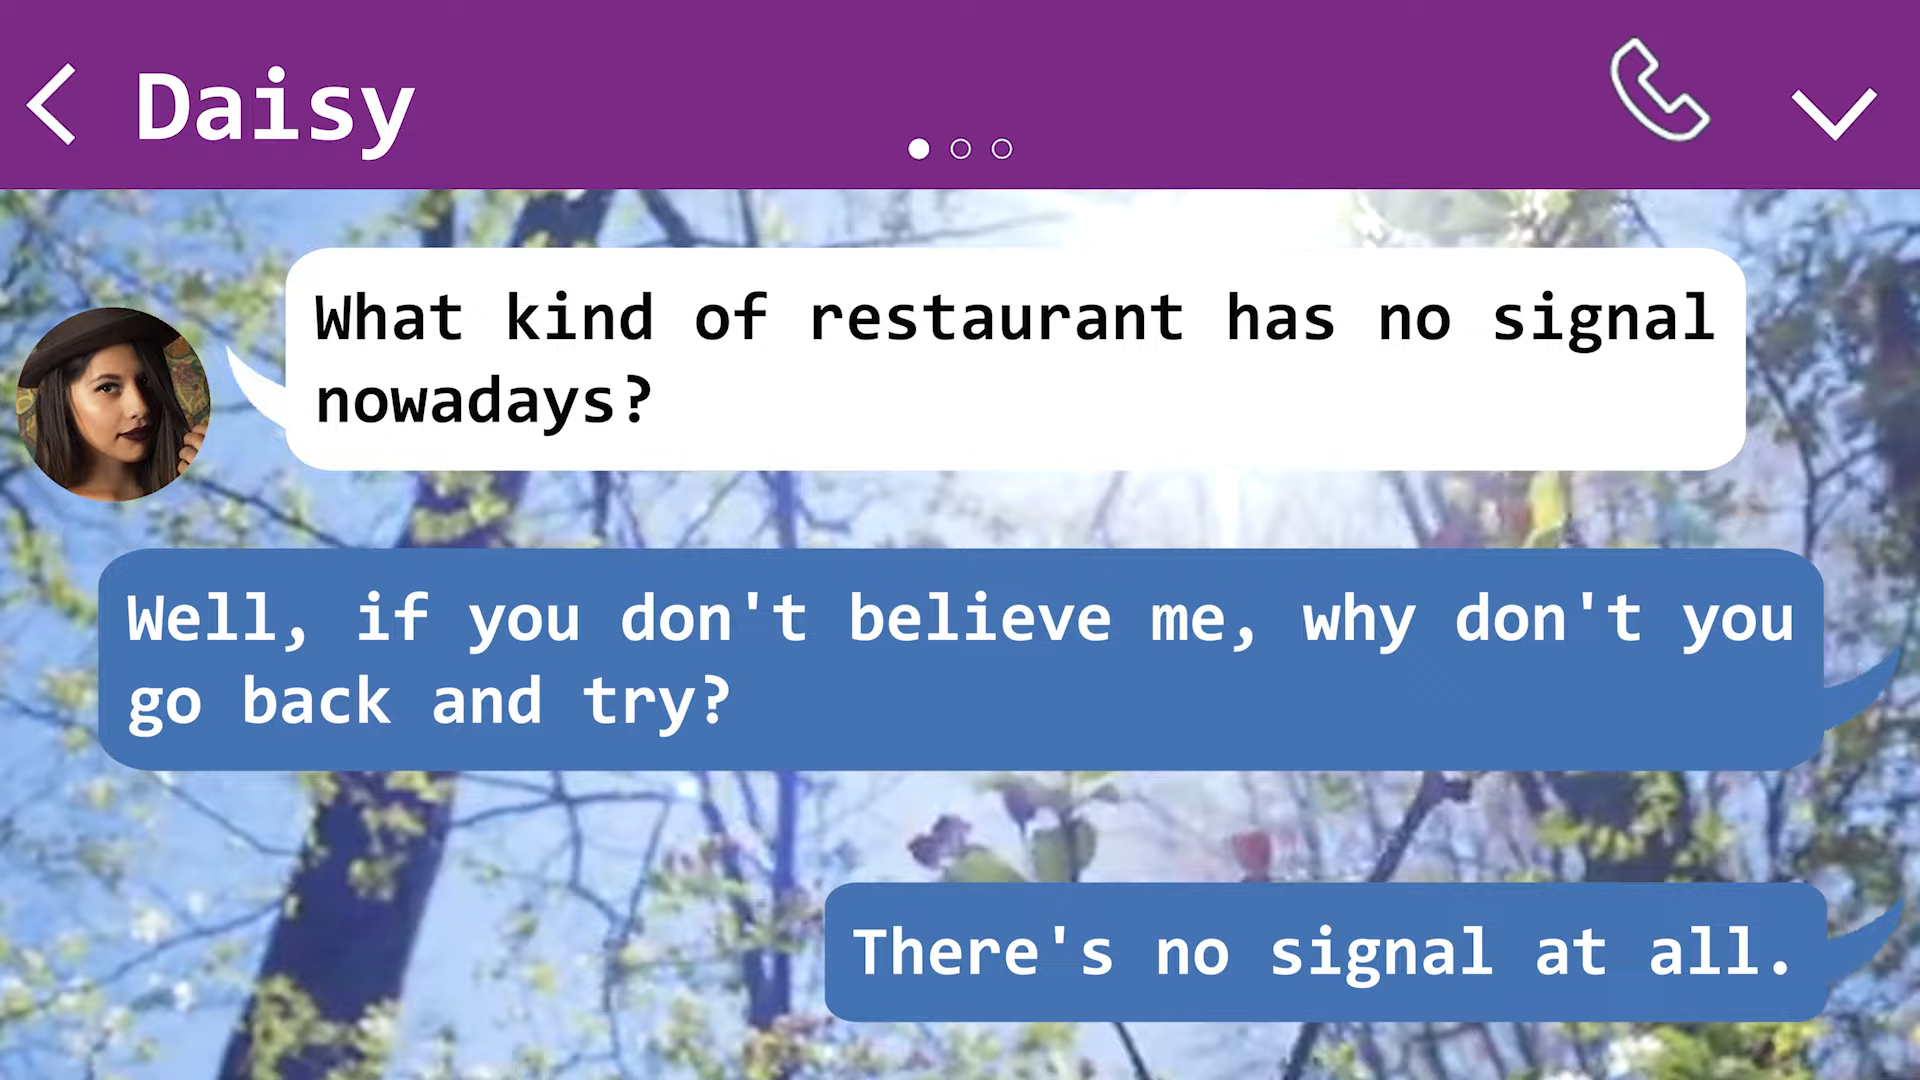 Daisy
What kind of restaurant has no signal
nowadays?
Well, if you don't believe me, why don't you
go back and try?
There's no signal at all.